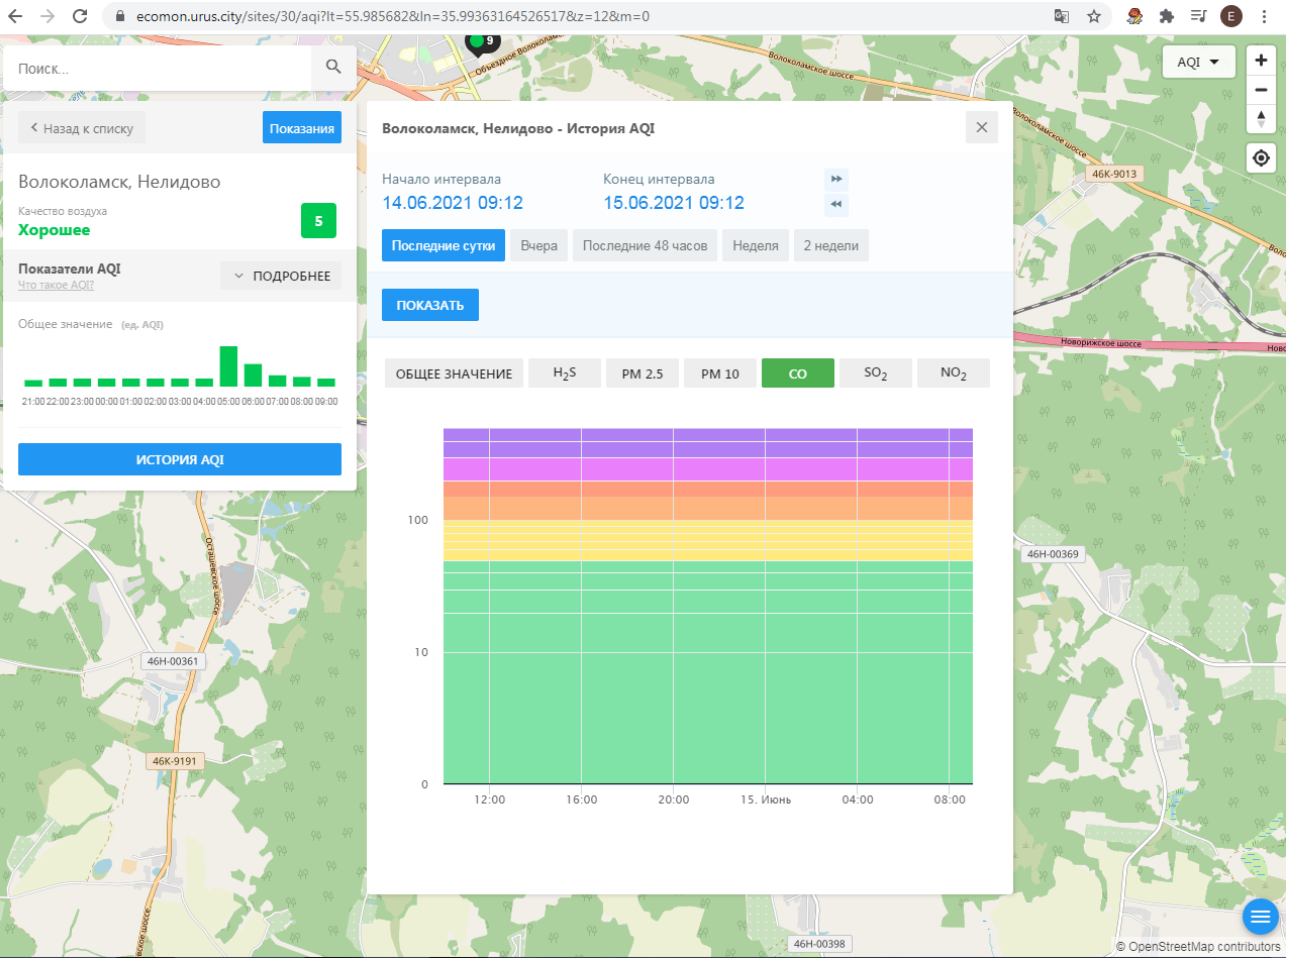 ecomon.urus.city/sites/30/aqi?lt=55.985682&ln=35.99363164526517&z=12&m=0
E
Поиск...
9
Объездное Волоколамск
Волоколамское шоссе
AQI
Назад к списку
Показания
Волоколамск, Нелидово - История AQI
Волоколамское шоссе
46К-9013
Волоколамск, Нелидово
Качество воздуха
Хорошее
5
Начало интервала
Конец интервала
14.06.2021 09:12
15.06.2021 09:12
Последние сутки
Вчера
Последние 48 часов
Неделя
2 недели
Показатели AQI
Что такое AQI?
ПОДРОБНЕЕ
ПОКАЗАТЬ
Общее значение (ед. AQI)
Новорижское шоссе
Ново
21:00 22:00 23:00 00:00 01:00 02:00 03:00 04:00 05:00 06:00 07:00 08:00 09:00
ОБЩЕЕ ЗНАЧЕНИЕ
H2S
PM 2.5
PM 10
CO
SO2
NO2
ИСТОРИЯ AQI
100
10
0
12:00
16:00
20:00
15. Июнь
04:00
08:00
Осташевское шоссе
46Н-00369
46Н-00361
46К-9191
46Н-00398
© OpenStreetMap contributors